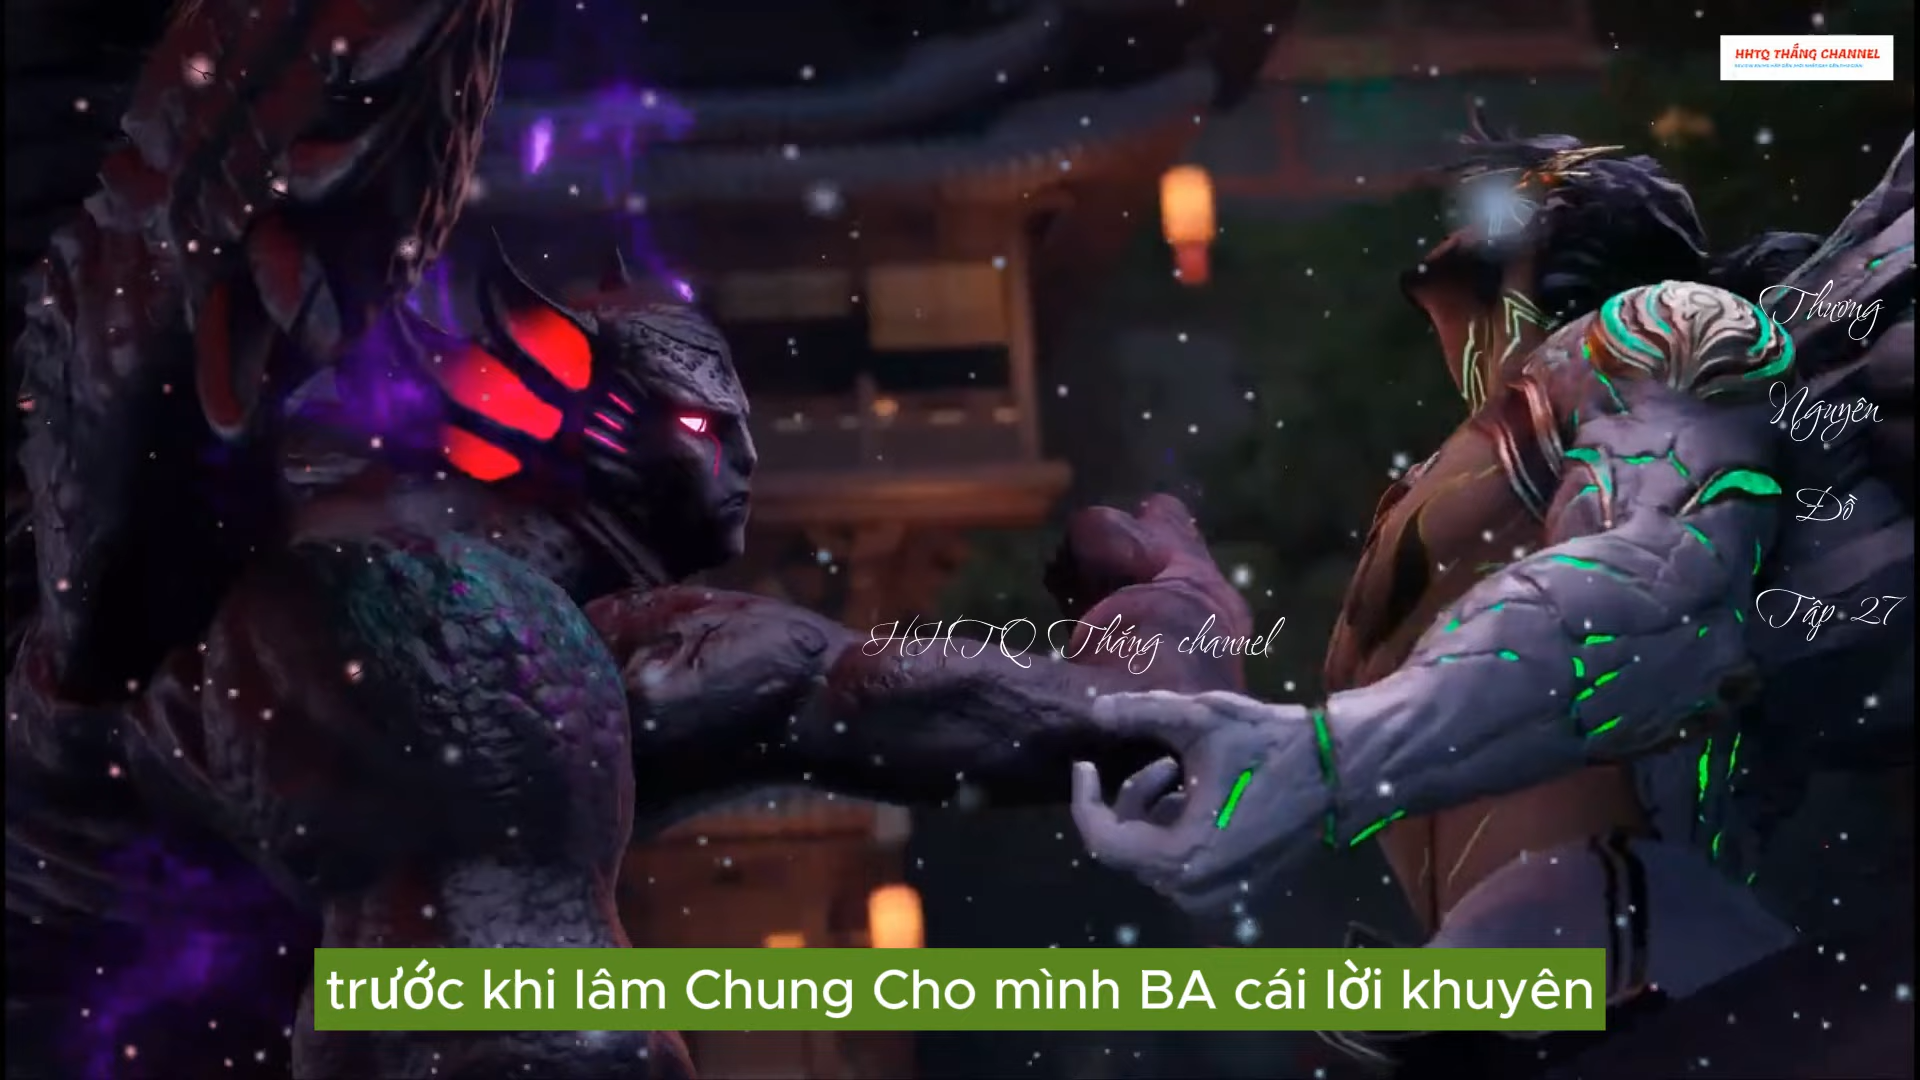 HHTQ THẮNG CHANNEL
Thương
Nguyên
Đồ
Tập 27
HHTQ Thắng channel
trước khi lâm Chung Cho mình BA cái lời khuyên